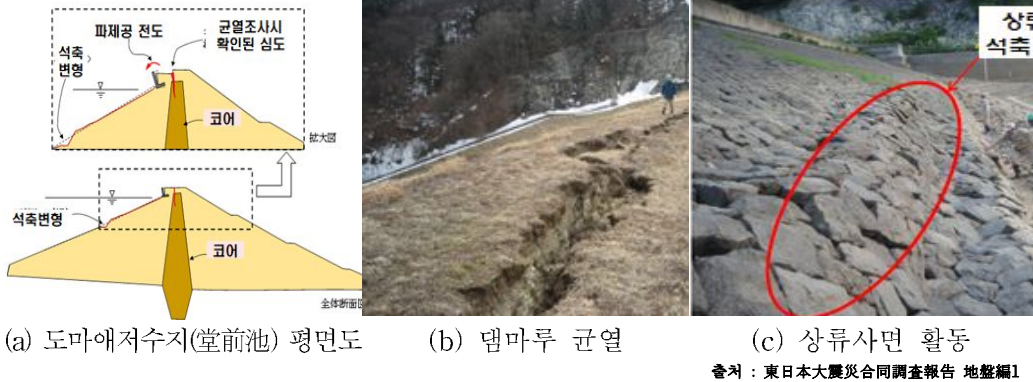 파제공 전도
균열조사시
확인된 심도
석축
변형
코어
拡大図
석축변형
코어
全体断面図
상류
석축
(a) 도마애저수지(堂前池) 평면도
(b) 댐마루 균열
(c) 상류사면 활동
출처 : 東日本大震災合同調査報告 地盤編1